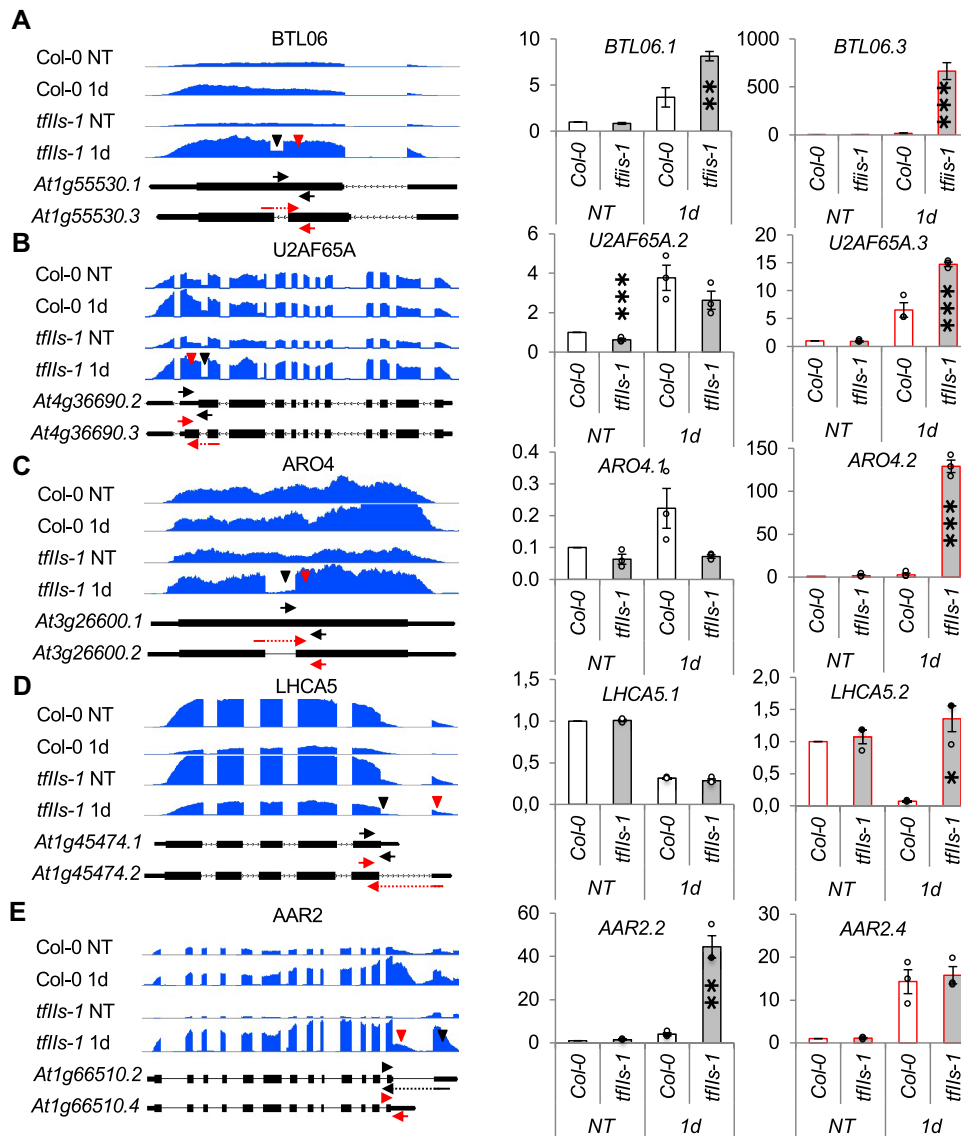 A
BTL06
Col-0 NT
Col-0 1d
tfIIs-1 NT
tfIIs-1 1d
At1g55530.1
At1g55530.3
10
5
0
BTL06.1
**
Col-0
tfIIs-1
Col-0
tfIIs-1
NT
1d
1000
500
0
BTL06.3
***
Col-0
tfIIs-1
Col-0
tfIIs-1
NT
1d
B
U2AF65A
Col-0 NT
Col-0 1d
tfIIs-1 NT
tfIIs-1 1d
At4g36690.2
At4g36690.3
6
4
2
0
U2AF65A.2
***
Col-0
tfIIs-1
Col-0
tfIIs-1
NT
1d
20
15
10
5
0
U2AF65A.3
***
Col-0
tfIIs-1
Col-0
tfIIs-1
NT
1d
C
ARO4
Col-0 NT
Col-0 1d
tfIIs-1 NT
tfIIs-1 1d
At3g26600.1
At3g26600.2
0.4
0.3
0.2
0.1
0.0
ARO4.1
Col-0
tfIIs-1
Col-0
tfIIs-1
NT
1d
150
100
50
0
ARO4.2
***
Col-0
tfIIs-1
Col-0
tfIIs-1
NT
1d
D
LHCA5
Col-0 NT
Col-0 1d
tfIIs-1 NT
tfIIs-1 1d
At1g45474.1
At1g45474.2
1,5
1,0
0,5
0,0
LHCA5.1
Col-0
tfIIs-1
Col-0
tfIIs-1
NT
1d
2,0
1,5
1,0
0,5
0,0
LHCA5.2
*
Col-0
tfIIs-1
Col-0
tfIIs-1
NT
1d
E
AAR2
Col-0 NT
Col-0 1d
tfIIs-1 NT
tfIIs-1 1d
At1g66510.2
At1g66510.4
60
40
20
0
AAR2.2
**
Col-0
tfIIs-1
Col-0
tfIIs-1
NT
1d
30
20
10
0
AAR2.4
Col-0
tfIIs-1
Col-0
tfIIs-1
NT
1d